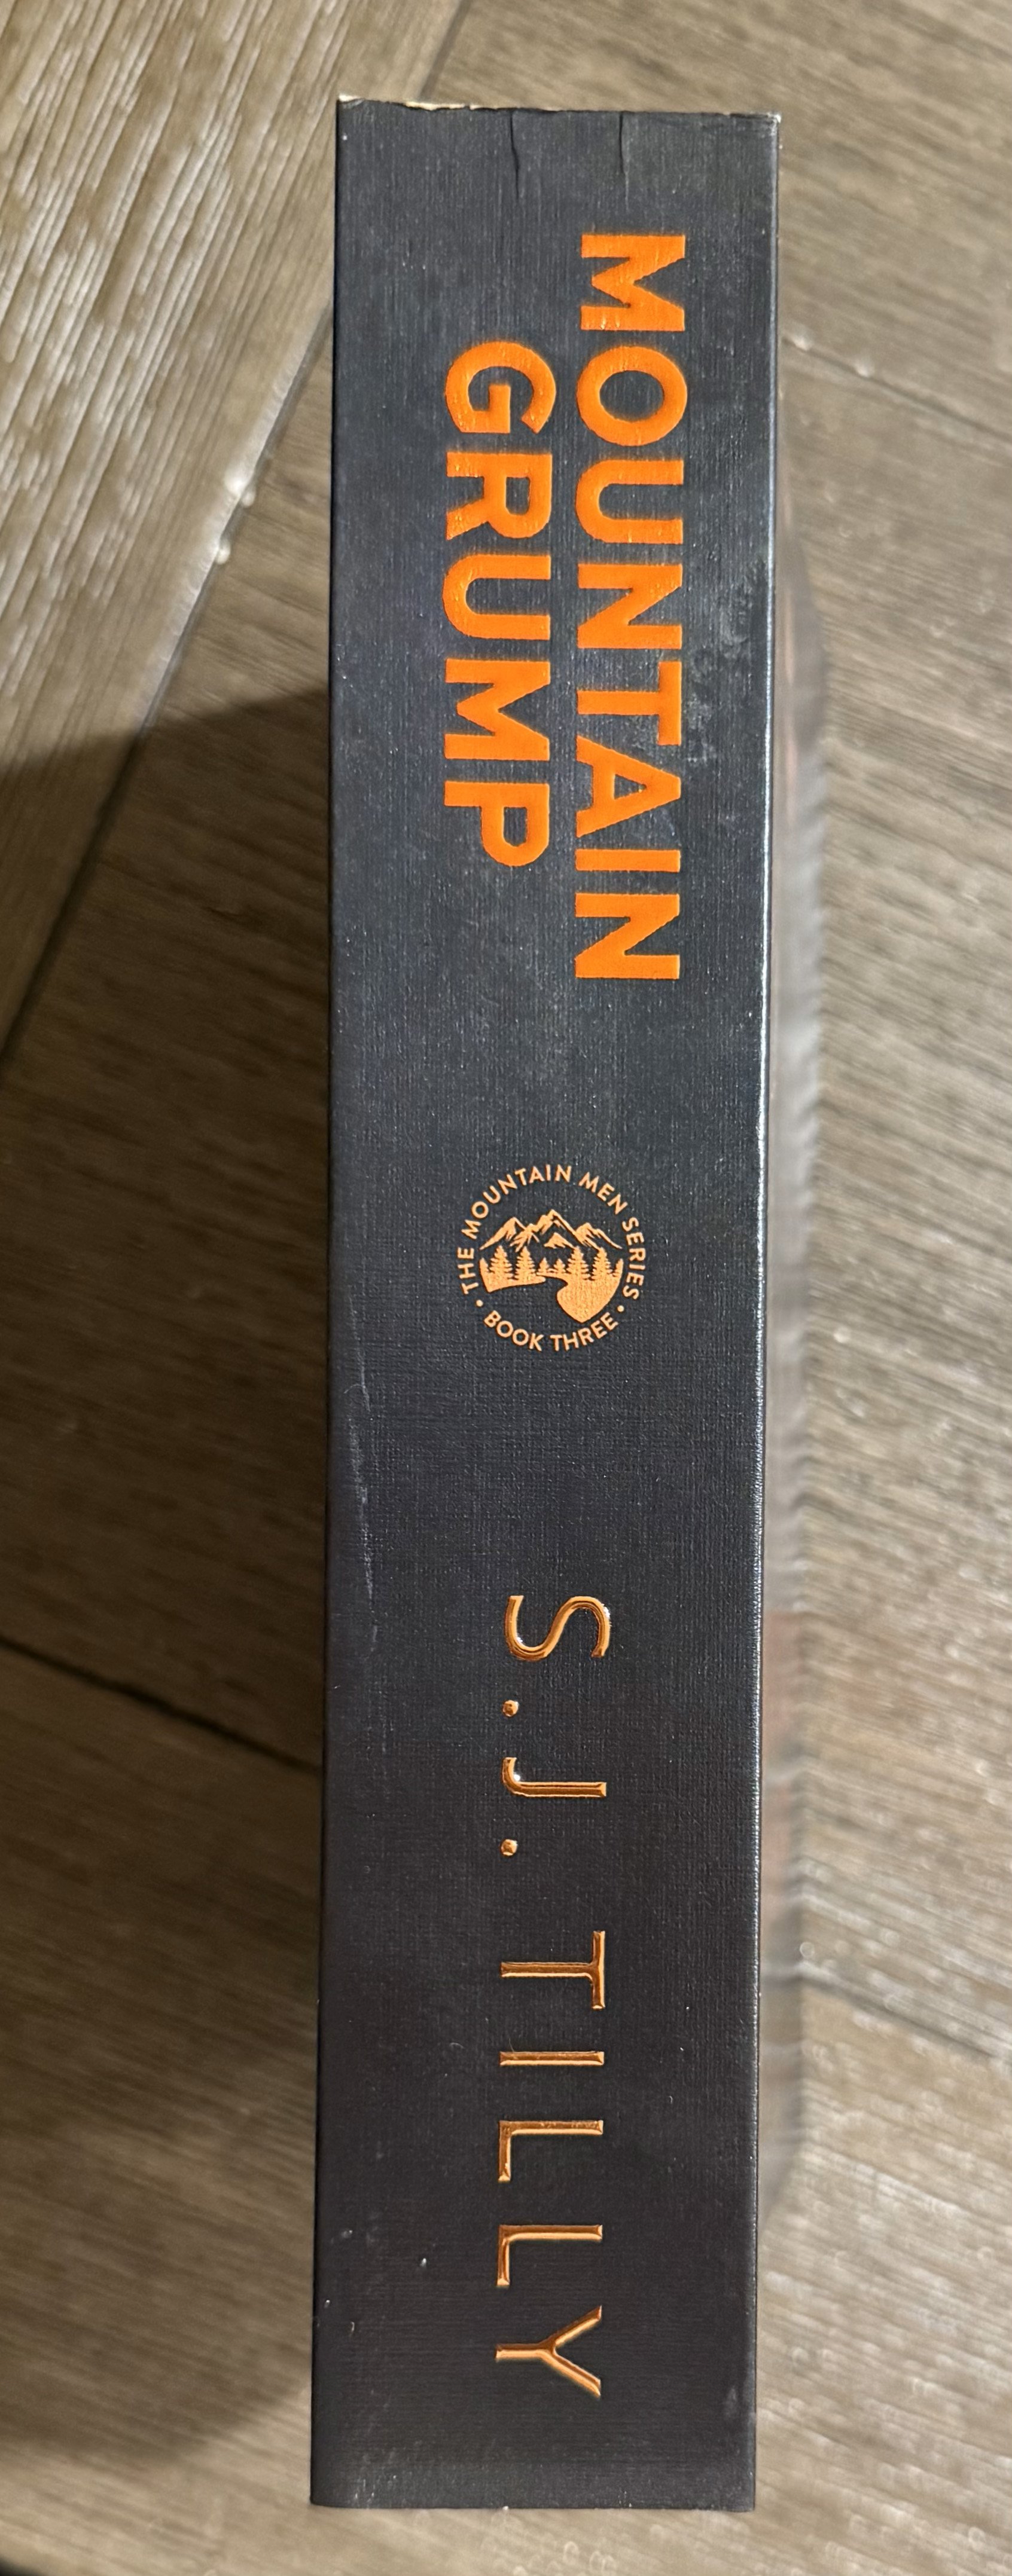 MOUNTAIN
GRUMP
• THE MOUNTAIN MEN SERIES •
BOOK THREE
S.J. TILLY